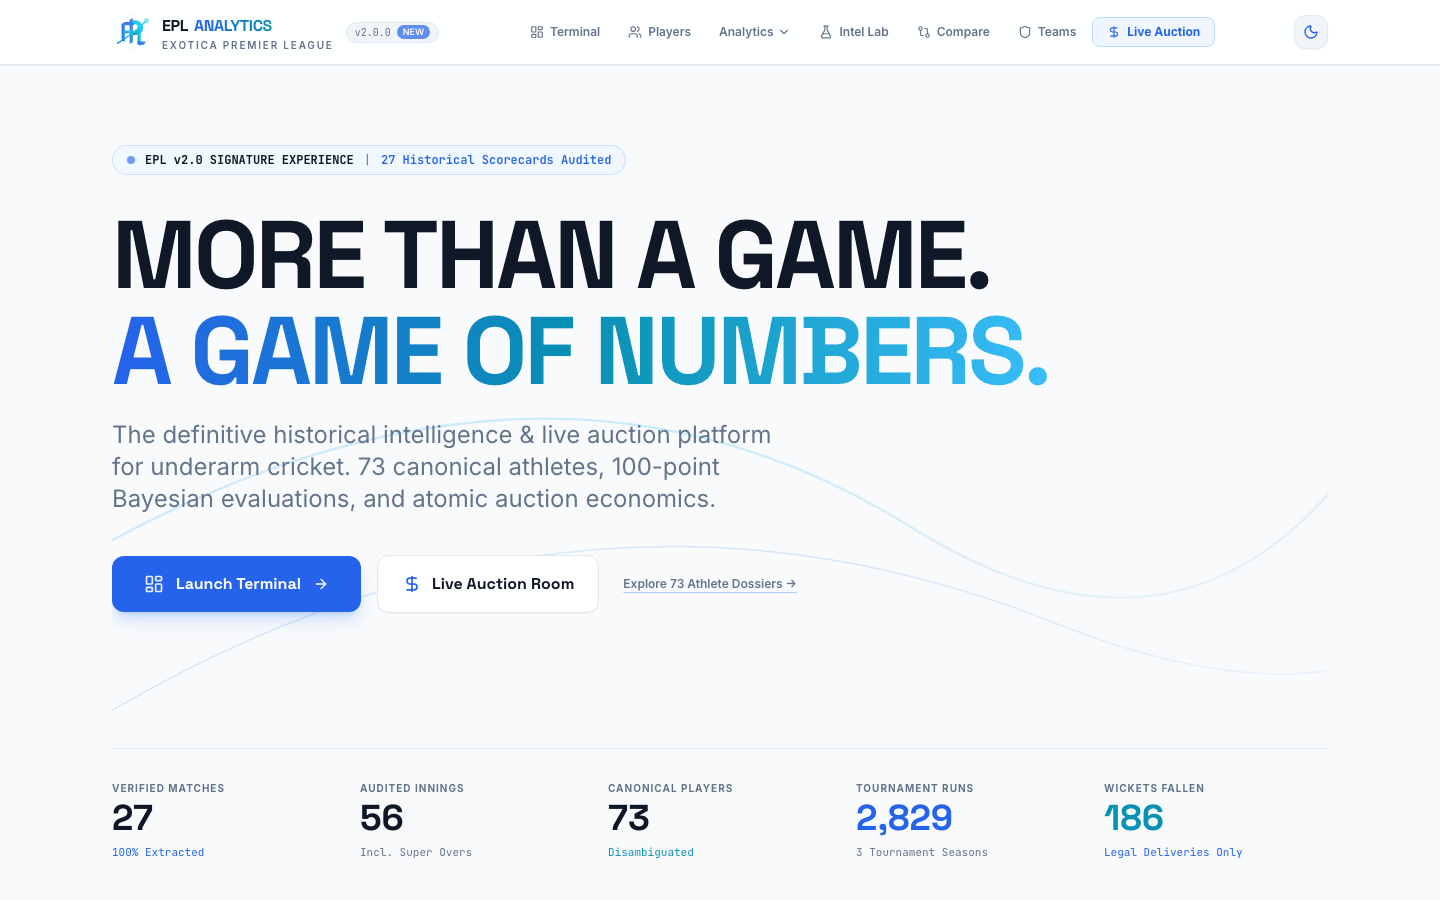 EPL ANALYTICS
EXOTICA PREMIER LEAGUE
v2.0.0 NEW
Terminal
Players
Analytics
Intel Lab
Compare
Teams
Live Auction
EPL v2.0 SIGNATURE EXPERIENCE | 27 Historical Scorecards Audited
MORE THAN A GAME.
A GAME OF NUMBERS.
The definitive historical intelligence & live auction platform
for underarm cricket. 73 canonical athletes, 100-point
Bayesian evaluations, and atomic auction economics.
Launch Terminal →
Live Auction Room
Explore 73 Athlete Dossiers →
VERIFIED MATCHES
27
100% Extracted
AUDITED INNINGS
56
Incl. Super Overs
CANONICAL PLAYERS
73
Disambiguated
TOURNAMENT RUNS
2,829
3 Tournament Seasons
WICKETS FALLEN
186
Legal Deliveries Only